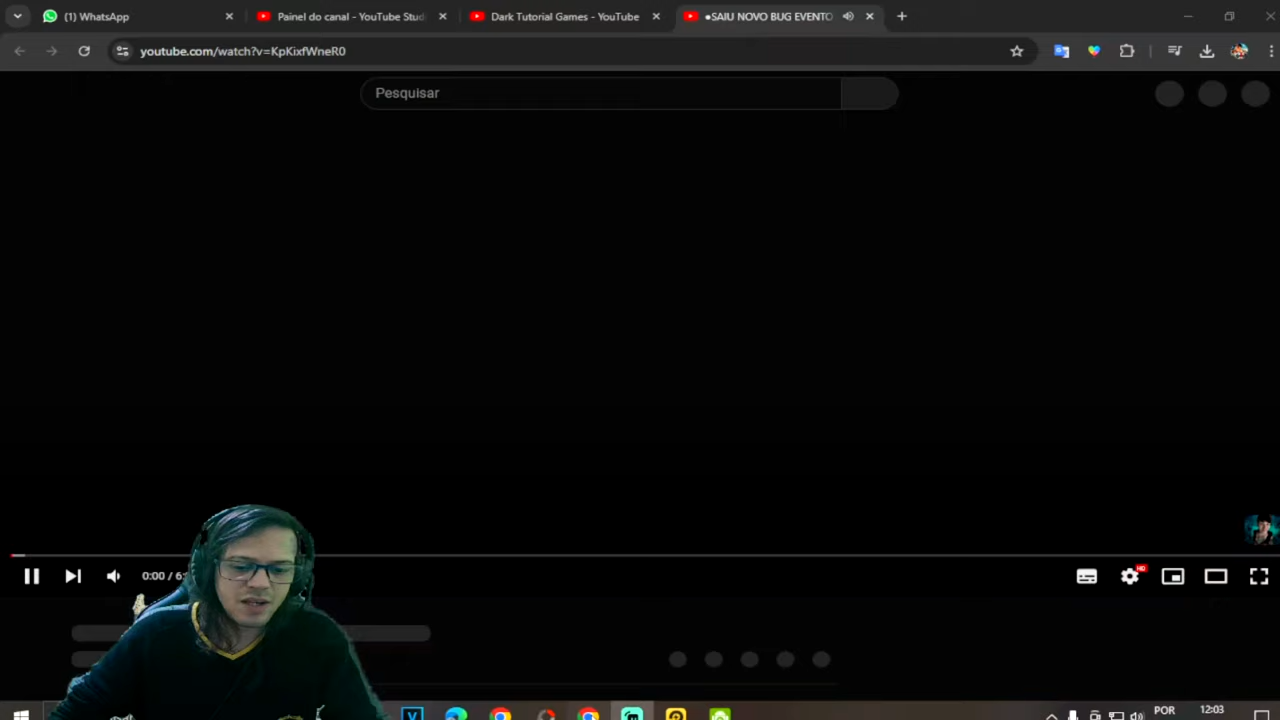 (1) WhatsApp
Painel do canal - YouTube Stud
Dark Tutorial Games - YouTube
●SAIU NOVO BUG EVENTO
youtube.com/watch?v=KpKixfWneR0
Pesquisar
0:00 / 6:
HD
POR
12:03